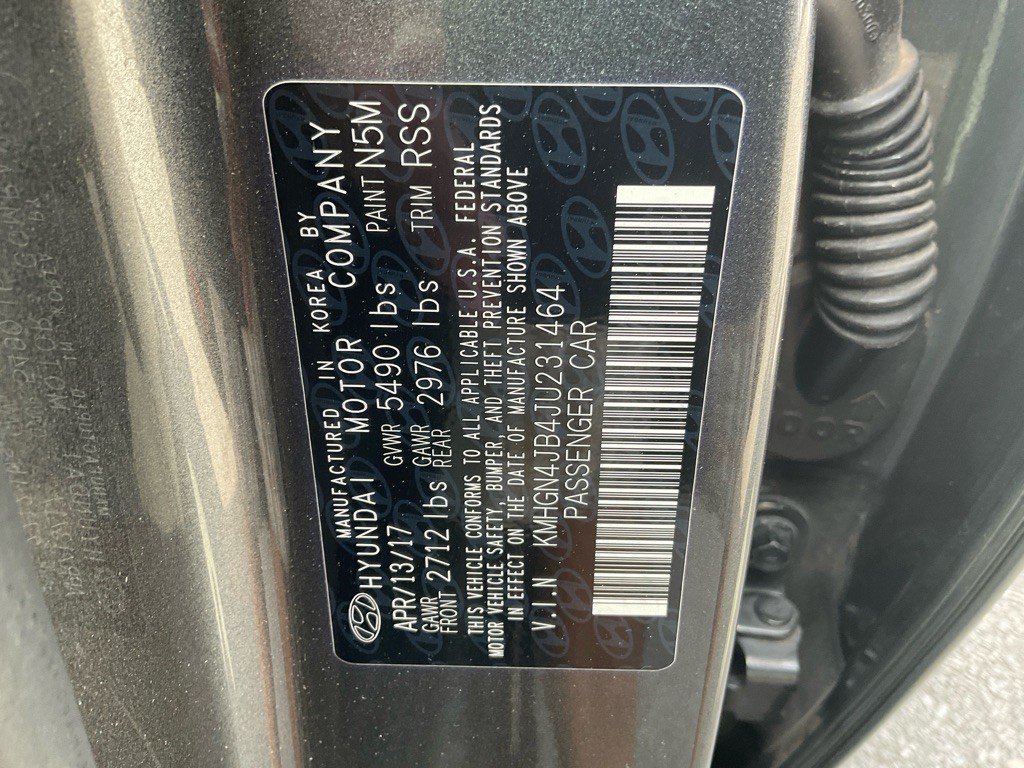 MANUFACTURED IN KOREA BY
HYUNDAI MOTOR COMPANY
APR/13/17 GVWR 5490 lbs PAINT N5M
GAWR FRONT 2712 lbs GAWR REAR 2976 lbs TRIM RSS
THIS VEHICLE CONFORMS TO ALL APPLICABLE U.S.A. FEDERAL
MOTOR VEHICLE SAFETY, BUMPER, AND THEFT PREVENTION STANDARDS
IN EFFECT ON THE DATE OF MANUFACTURE SHOWN ABOVE
V.I.N KMHGN4JB4JU231464
PASSENGER CAR
DOOR